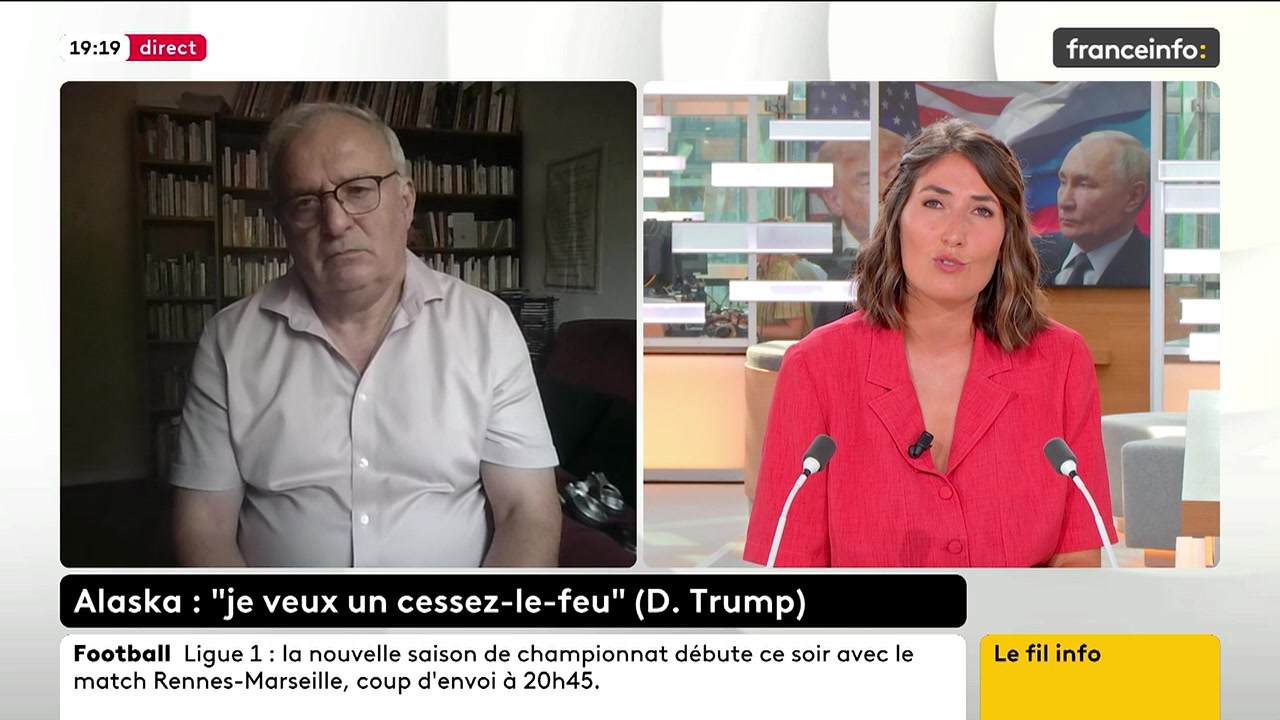 19:19 direct
franceinfo:
Alaska : "je veux un cessez-le-feu" (D. Trump)
Football Ligue 1 : la nouvelle saison de championnat débute ce soir avec le
match Rennes-Marseille, coup d'envoi à 20h45.
Le fil info